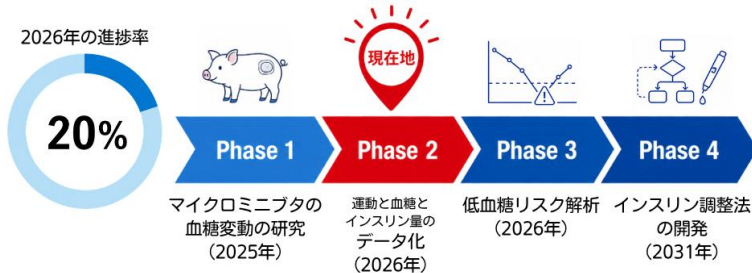 2026年の進捗率
20%
現在地
Phase 1
Phase 2
Phase 3
Phase 4
マイクロミニブタの
血糖変動の研究
（2025年）
運動と血糖と
インスリン量の
データ化
（2026年）
低血糖リスク解析
（2026年）
インスリン調整法
の開発
（2031年）